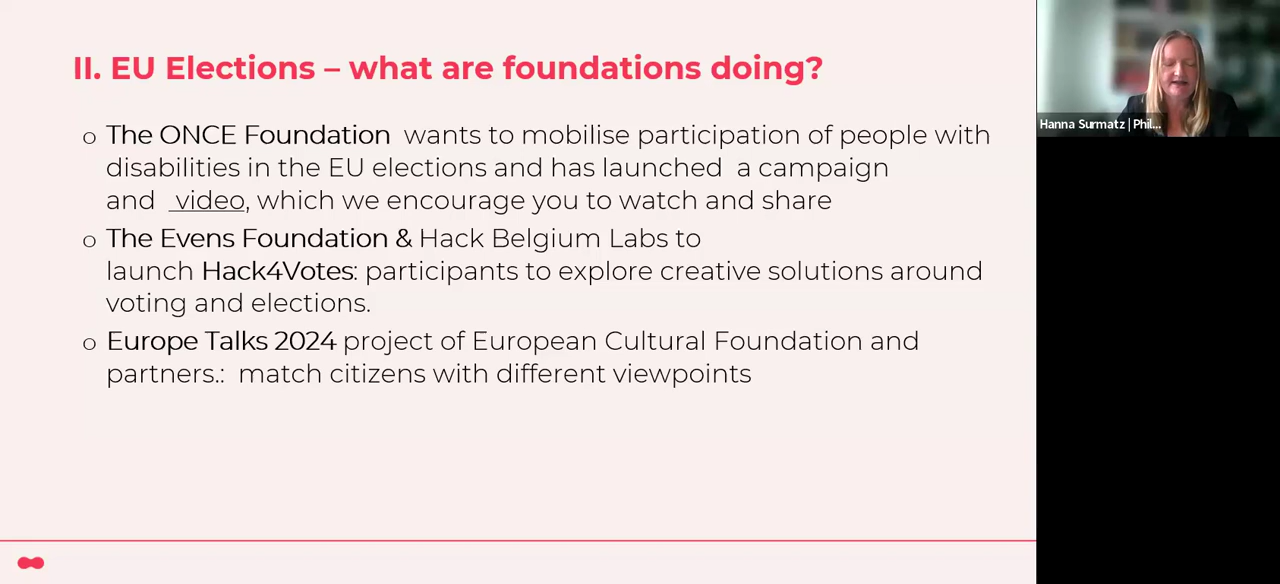 II. EU Elections – what are foundations doing?
o The ONCE Foundation wants to mobilise participation of people with
disabilities in the EU elections and has launched a campaign
and video, which we encourage you to watch and share
o The Evens Foundation & Hack Belgium Labs to
launch Hack4Votes: participants to explore creative solutions around
voting and elections.
o Europe Talks 2024 project of European Cultural Foundation and
partners.: match citizens with different viewpoints
Hanna Surmatz | Phil...